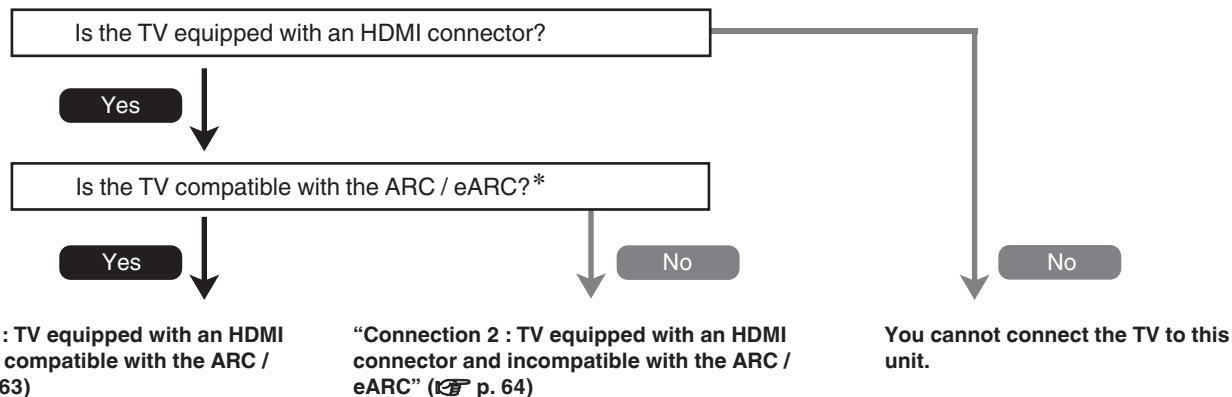 Is the TV equipped with an HDMI connector?
Yes
Is the TV compatible with the ARC / eARC?*
Yes
No
No
: TV equipped with an HDMI
compatible with the ARC /
63)
“Connection 2 : TV equipped with an HDMI
connector and incompatible with the ARC /
eARC” (☞ p. 64)
You cannot connect the TV to this
unit.